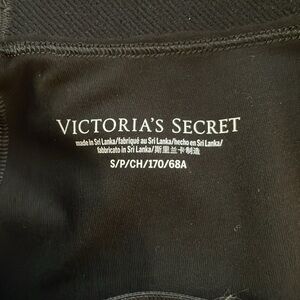 VICTORIA'S SECRET
made in Sri Lanka/fabriqué au Sri Lanka/hecho en Sri Lanka/
fabbricato in Sri Lanka/斯里兰卡制造
S/P/CH/170/68A